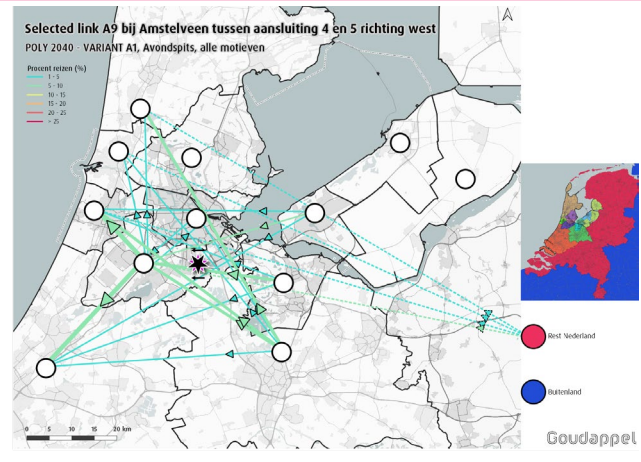 Selected link A9 bij Amstelveen tussen aansluiting 4 en 5 richting west
POLY 2040 - VARIANT A1, Avondspits, alle motieven
Procent reizen (%)
1 - 5
5 - 10
10 - 15
15 - 20
20 - 25
> 25
Rest Nederland
Buitenland
0 5 10 15 20 km
Goudappel